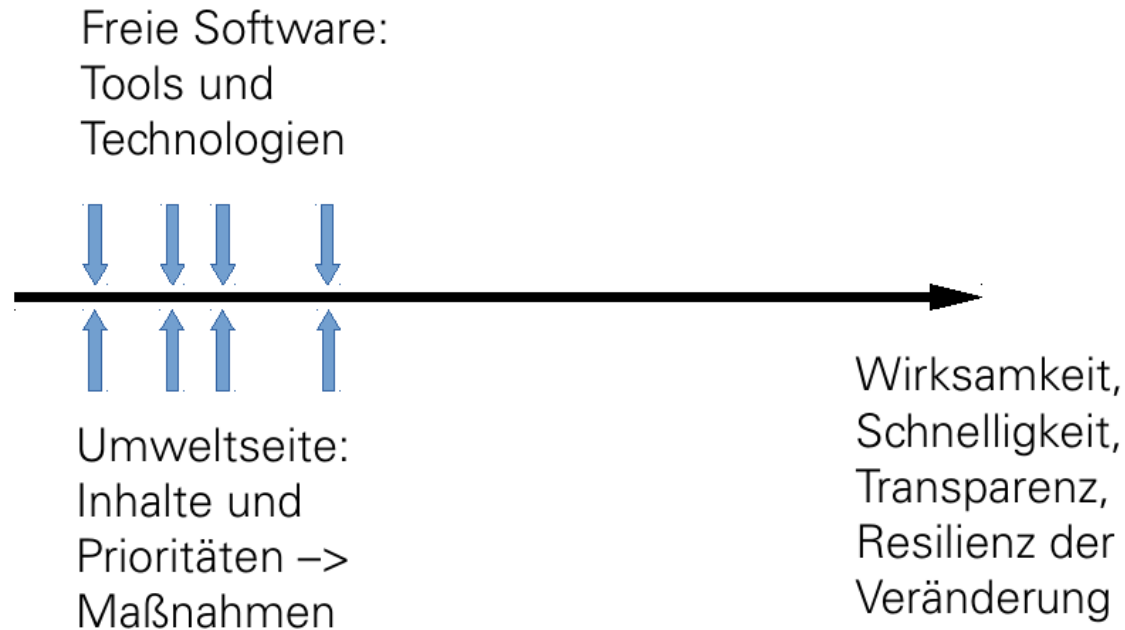 Freie Software:
Tools und
Technologien
Umweltseite:
Inhalte und
Prioritäten –>
Maßnahmen
Wirksamkeit,
Schnelligkeit,
Transparenz,
Resilienz der
Veränderung